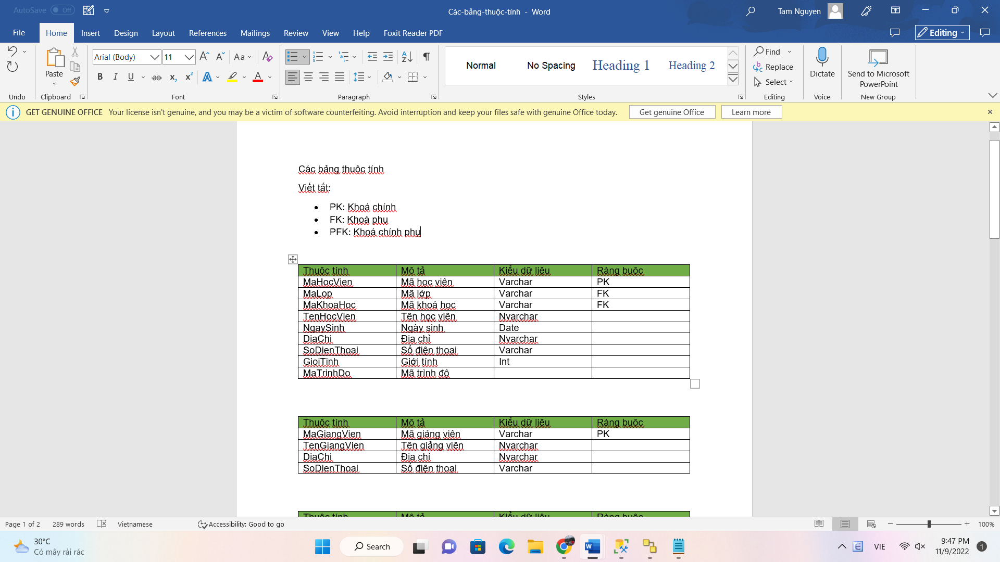 AutoSave Off
Các-bảng-thuộc-tính - Word
Tam Nguyen
File Home Insert Design Layout References Mailings Review View Help Foxit Reader PDF
Editing
Arial (Body) 11
Paste
Normal No Spacing Heading 1 Heading 2
Find
Replace
Select
Dictate
Send to Microsoft PowerPoint
Undo Clipboard Font Paragraph Styles Editing Voice New Group
GET GENUINE OFFICE Your license isn't genuine, and you may be a victim of software counterfeiting. Avoid interruption and keep your files safe with genuine Office today. Get genuine Office Learn more
Các bảng thuộc tính
Viết tắt:
• PK: Khoá chính
• FK: Khoá phụ
• PFK: Khoá chính phụ
Thuộc tính Mô tả Kiểu dữ liệu Ràng buộc
MaHocVien Mã học viên Varchar PK
MaLop Mã lớp Varchar FK
MaKhoaHoc Mã khoá học Varchar FK
TenHocVien Tên học viên Nvarchar
NgaySinh Ngày sinh Date
DiaChi Địa chỉ Nvarchar
SoDienThoai Số điện thoại Varchar
GioiTinh Giới tính Int
MaTrinhDo Mã trình độ
Thuộc tính Mô tả Kiểu dữ liệu Ràng buộc
MaGiangVien Mã giảng viên Varchar PK
TenGiangVien Tên giảng viên Nvarchar
DiaChi Địa chỉ Nvarchar
SoDienThoai Số điện thoại Varchar
Thuộc tính Mô tả Kiểu dữ liệu Ràng buộc
Page 1 of 2 289 words Vietnamese Accessibility: Good to go 100%
30°C
Có mây rải rác
Search
VIE
9:47 PM
11/9/2022
1